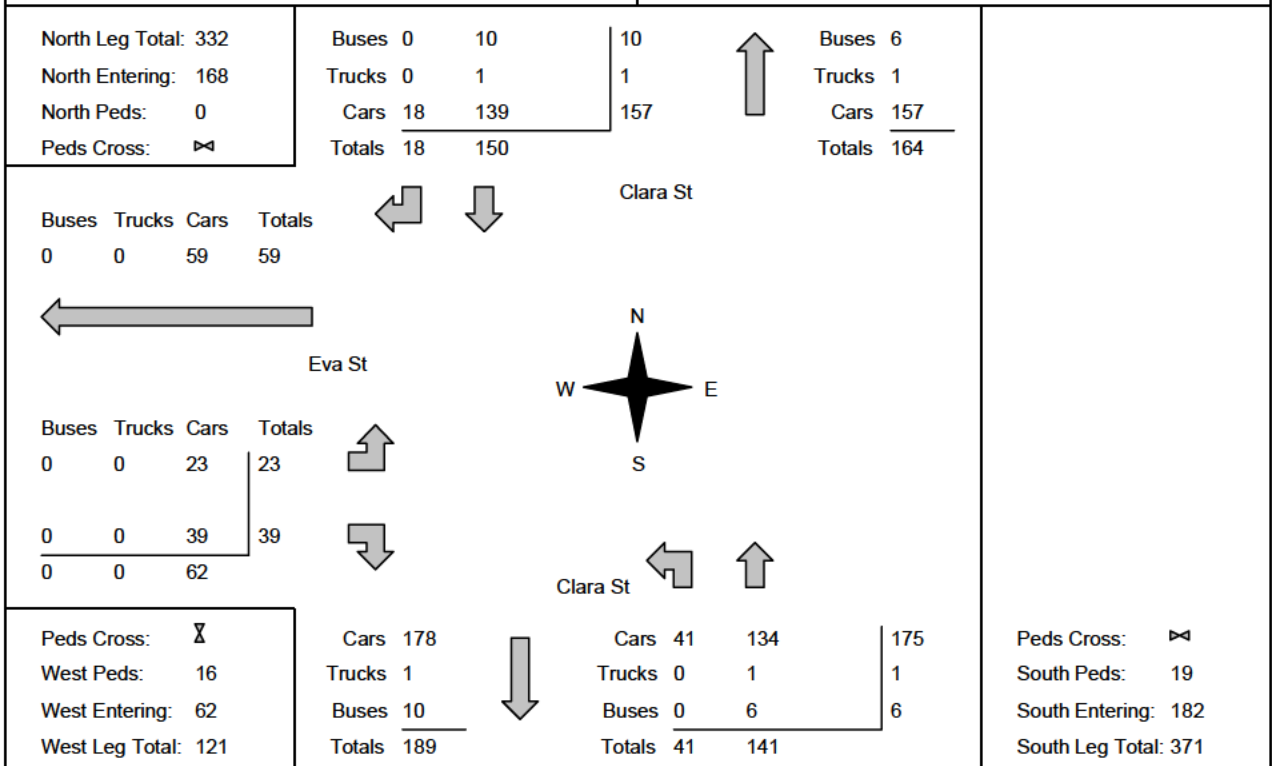 North Leg Total: 332
North Entering: 168
North Peds: 0
Peds Cross: ⋈
Buses 0 10 10
Trucks 0 1 1
Cars 18 139 157
Totals 18 150
Buses 6
Trucks 1
Cars 157
Totals 164
Clara St
Buses Trucks Cars Totals
0 0 59 59
Eva St
N
W E
S
Buses Trucks Cars Totals
0 0 23 23
0 0 39 39
0 0 62
Clara St
Peds Cross: ⧖
West Peds: 16
West Entering: 62
West Leg Total: 121
Cars 178
Trucks 1
Buses 10
Totals 189
Cars 41 134 175
Trucks 0 1 1
Buses 0 6 6
Totals 41 141
Peds Cross: ⋈
South Peds: 19
South Entering: 182
South Leg Total: 371